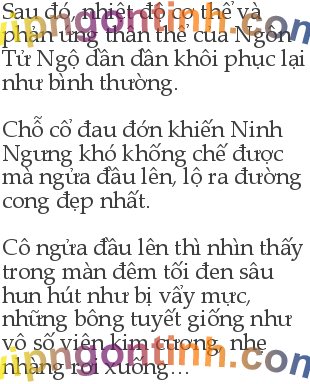 Sau đó, nhiệt độ cơ thể và
phản ứng thân thể của Ngôn
Tử Ngộ dần dần khôi phục lại
như bình thường.
Chỗ cổ đau đớn khiến Ninh
Ngưng khó khống chế được
mà ngửa đầu lên, lộ ra đường
cong đẹp nhất.
Cô ngửa đầu lên thì nhìn thấy
trong màn đêm tối đen sâu
hun hút như bị vẩy mực,
những bông tuyết giống như
vô số viên kim cương, nhẹ
nhàng rơi xuống...
vipngontinh.com
vipngontinh.com